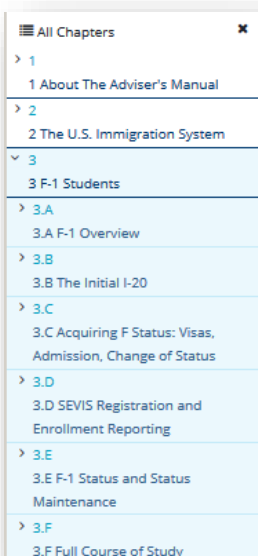 All Chapters
1
1 About The Adviser's Manual
2
2 The U.S. Immigration System
3
3 F-1 Students
3.A
3.A F-1 Overview
3.B
3.B The Initial I-20
3.C
3.C Acquiring F Status: Visas,
Admission, Change of Status
3.D
3.D SEVIS Registration and
Enrollment Reporting
3.E
3.E F-1 Status and Status
Maintenance
3.F
3.F Full Course of Study